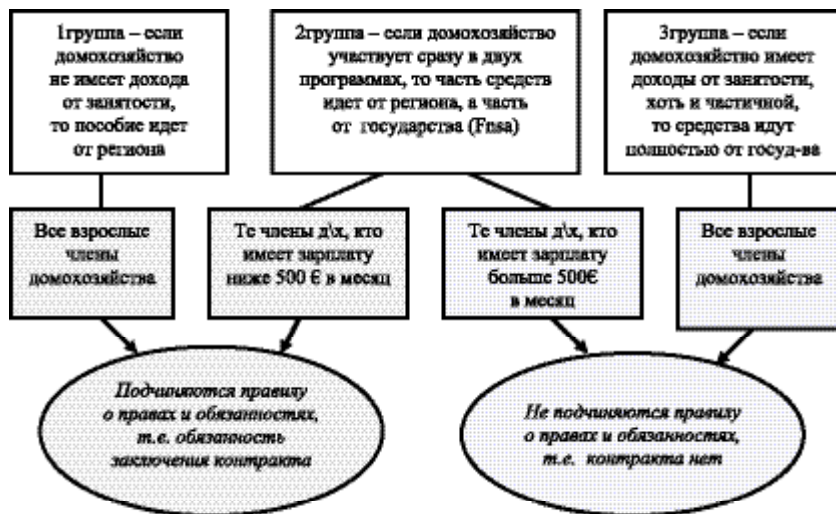 1группа – если
домохозяйство
не имеет дохода
от занятости,
то пособие идет
от региона
2группа – если домохозяйство
участвует сразу в двух
программах, то часть средств
идет от региона, а часть
от государства (Fnsa)
3группа – если
домохозяйство имеет
доходы от занятости,
хоть и частичной,
то средства идут
полностью от госуд-ва
Все взрослые
члены
домохозяйства
Те члены д\х, кто
имеет зарплату
ниже 500 € в месяц
Те члены д\х, кто
имеет зарплату
больше 500€
в месяц
Все взрослые
члены
домохозяйства
Подчиняются правилу
о правах и обязанностях,
т.е. обязанность
заключения контракта
Не подчиняются правилу
о правах и обязанностях,
т.е. контракта нет